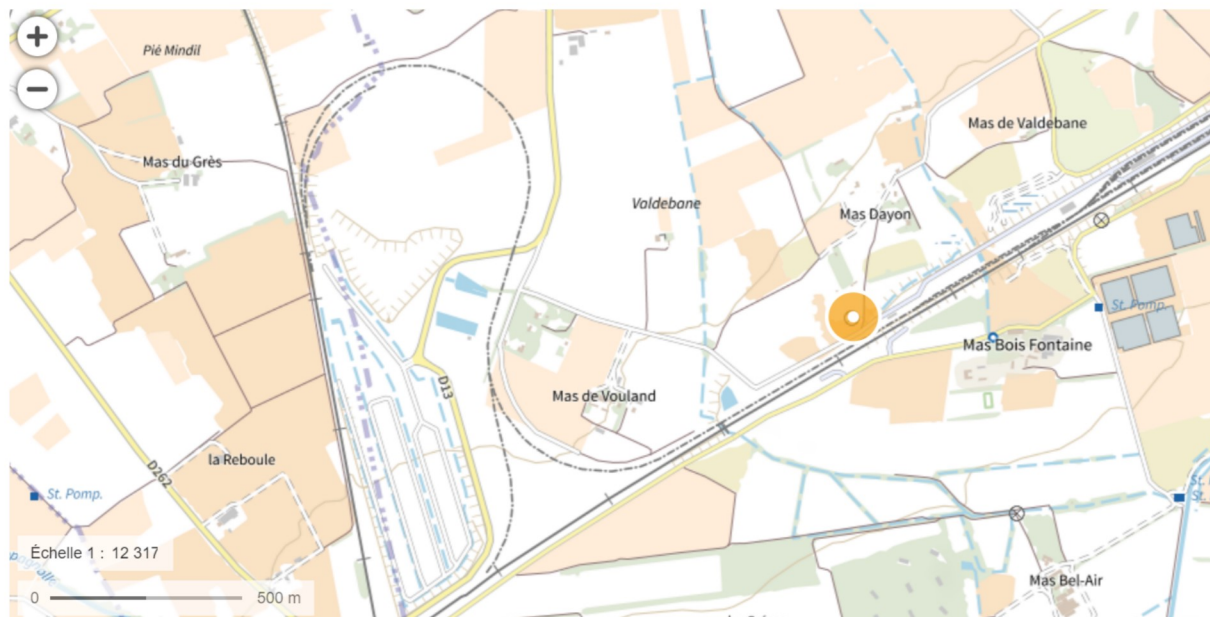 +
Pié Mindil
−
Mas de Valdebane
Mas du Grès
Valdebane
Mas Dayon
St. Pomp.
Mas Bois Fontaine
D13
Mas de Vouland
la Reboule
D262
St. Pomp.
Échelle 1 : 12 317
0 500 m
Mas Bel-Air